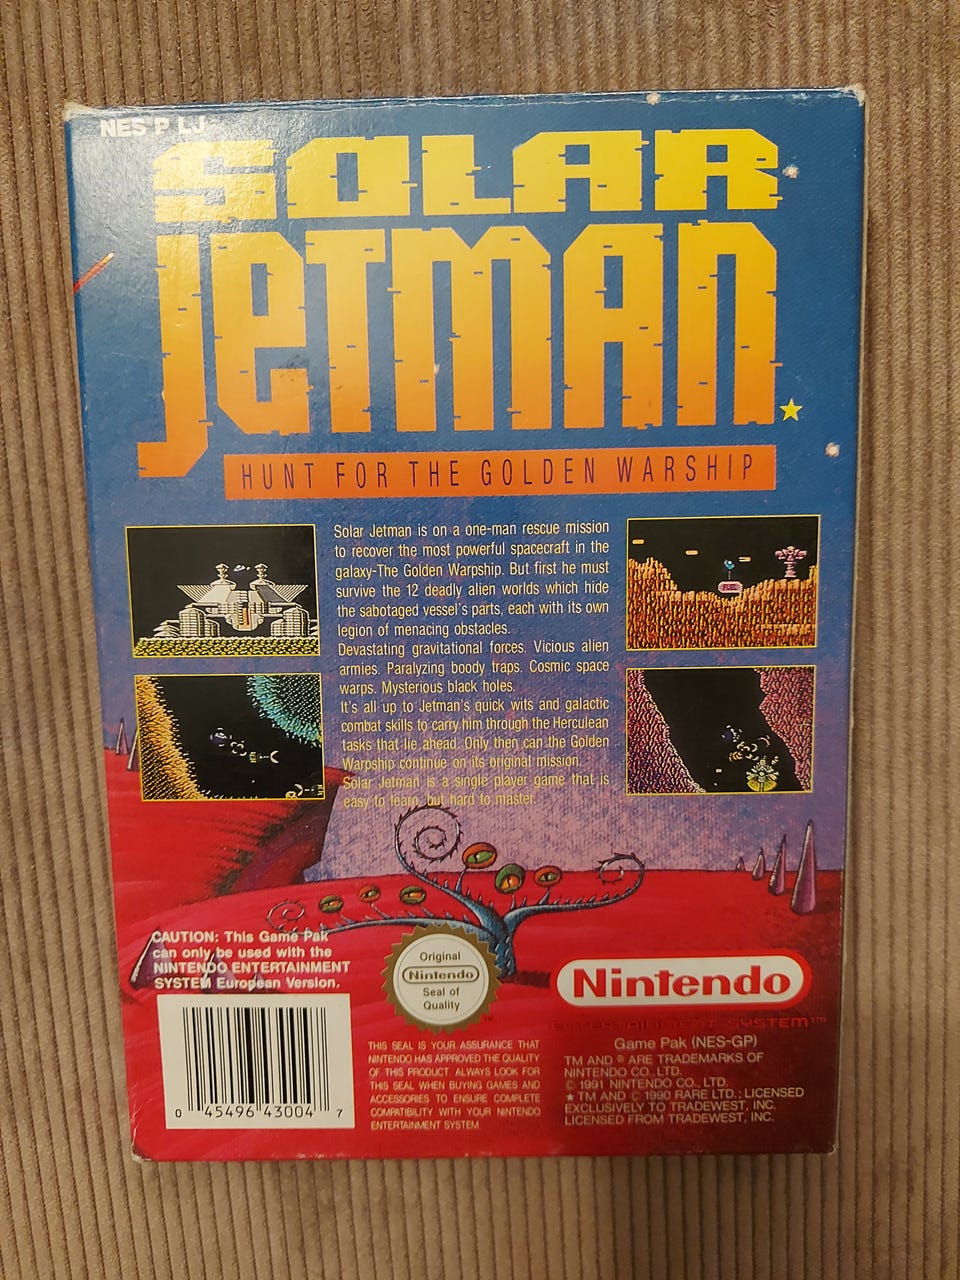 NES P LJ
SOLAR
JETMAN
HUNT FOR THE GOLDEN WARSHIP
Solar Jetman is on a one-man rescue mission
to recover the most powerful spacecraft in the
galaxy-The Golden Warpship. But first he must
survive the 12 deadly alien worlds which hide
the sabotaged vessel's parts, each with its own
legion of menacing obstacles.
Devastating gravitational forces. Vicious alien
armies. Paralyzing boody traps. Cosmic space
warps. Mysterious black holes.
It's all up to Jetman's quick wits and galactic
combat skills to carry him through the Herculean
tasks that lie ahead. Only then can the Golden
Warpship continue on its original mission.
Solar Jetman is a single player game that is
easy to learn, but hard to master.
FUEL
CAUTION: This Game Pak
can only be used with the
NINTENDO ENTERTAINMENT
SYSTEM European Version.
0 45496 43004 7
Original
Nintendo
Seal of
Quality
TM
THIS SEAL IS YOUR ASSURANCE THAT
NINTENDO HAS APPROVED THE QUALITY
OF THIS PRODUCT. ALWAYS LOOK FOR
THIS SEAL WHEN BUYING GAMES AND
ACCESSORIES TO ENSURE COMPLETE
COMPATIBILITY WITH YOUR NINTENDO
ENTERTAINMENT SYSTEM.
Nintendo
ENTERTAINMENT SYSTEM™
Game Pak (NES-GP)
TM AND ® ARE TRADEMARKS OF
NINTENDO CO., LTD.
© 1991 NINTENDO CO., LTD.
★ TM AND © 1990 RARE LTD.; LICENSED
EXCLUSIVELY TO TRADEWEST, INC.
LICENSED FROM TRADEWEST, INC.